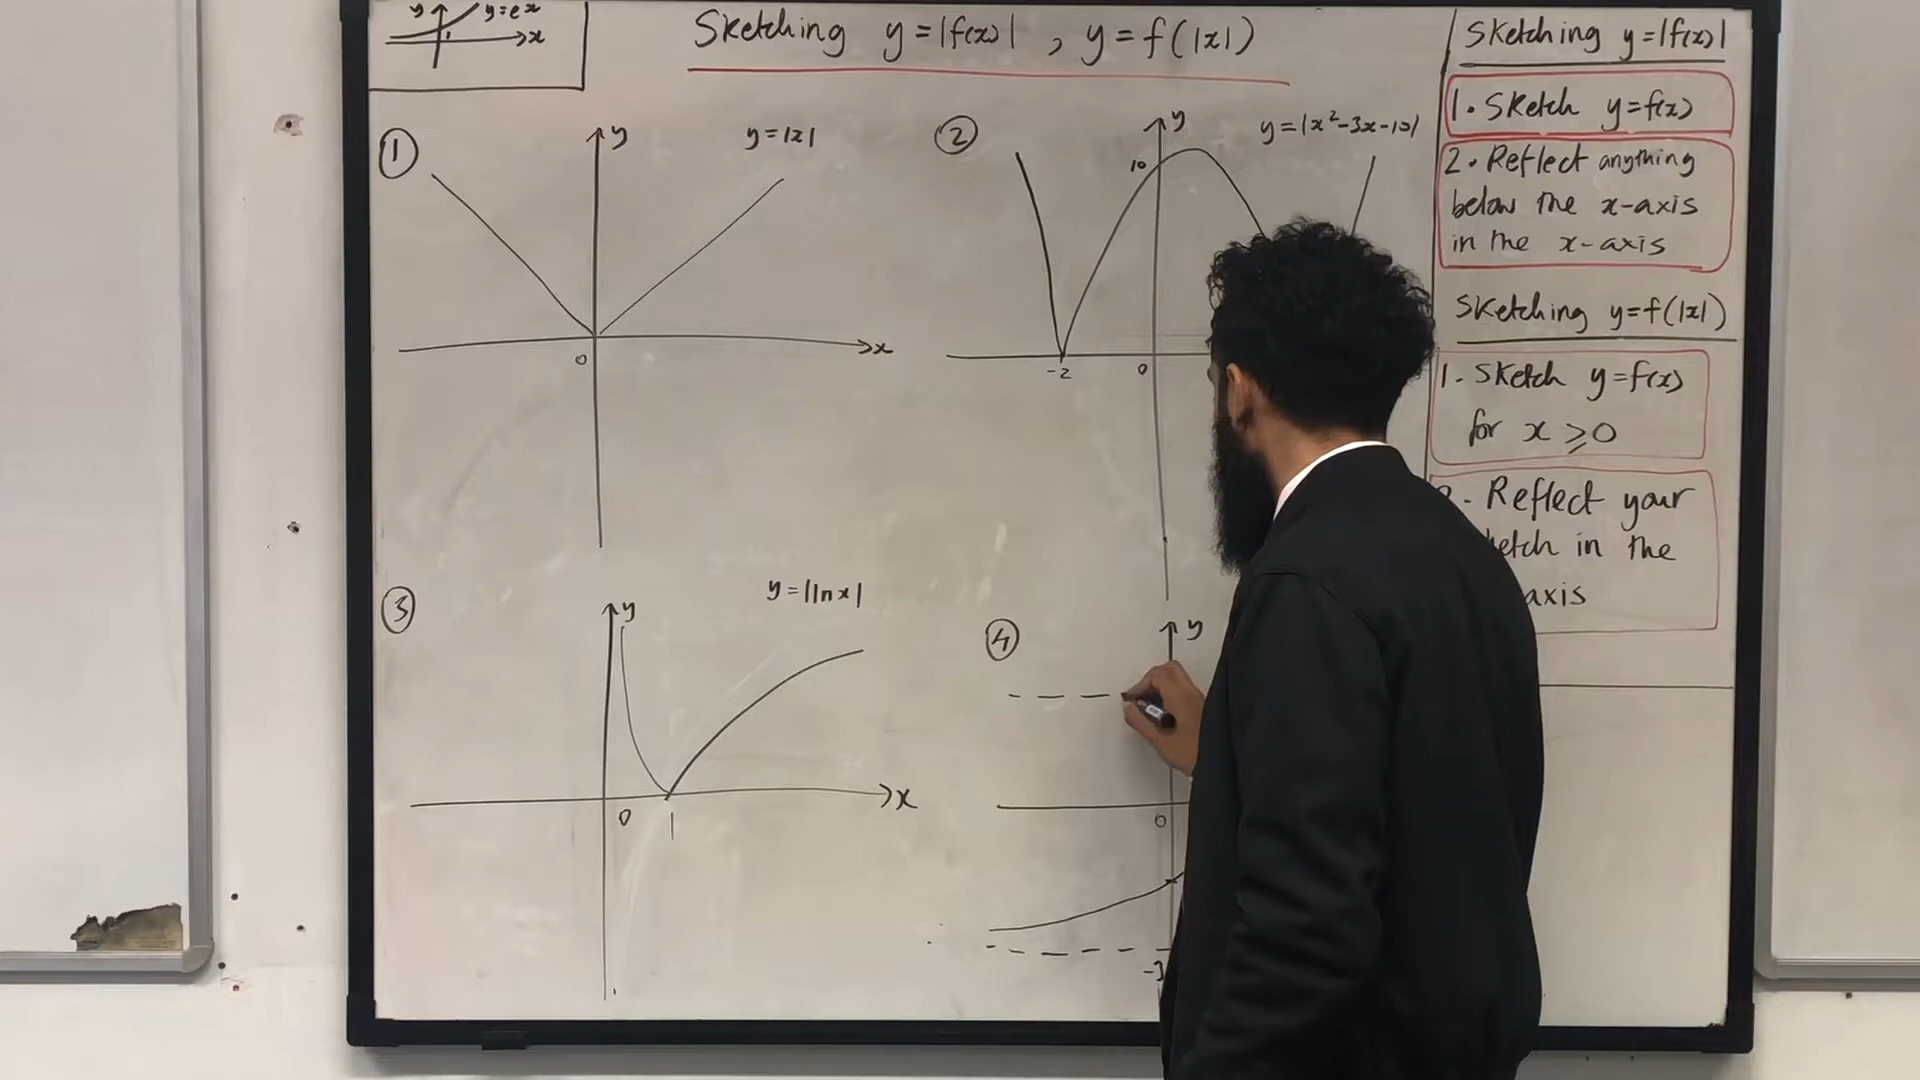 y y=e^x
1 x
Sketching y=|f(x)| , y=f(|x|)
① y y=|x|
x
0
② y y=|x²-3x-10|
10
-2 0
③ y y=|ln x|
x
0 1
④ y
0
Sketching y=|f(x)|
1. Sketch y=f(x)
2. Reflect anything
below the x-axis
in the x-axis
Sketching y=f(|x|)
1. Sketch y=f(x)
for x ⩾ 0
- Reflect your
in the
axis